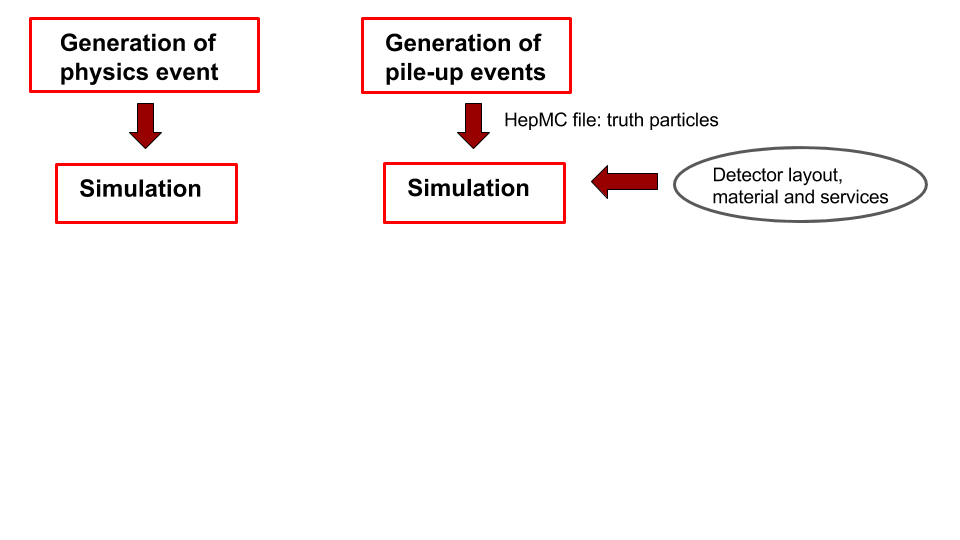 Generation of
physics event
Generation of
pile-up events
HepMC file: truth particles
Simulation
Simulation
Detector layout,
material and services